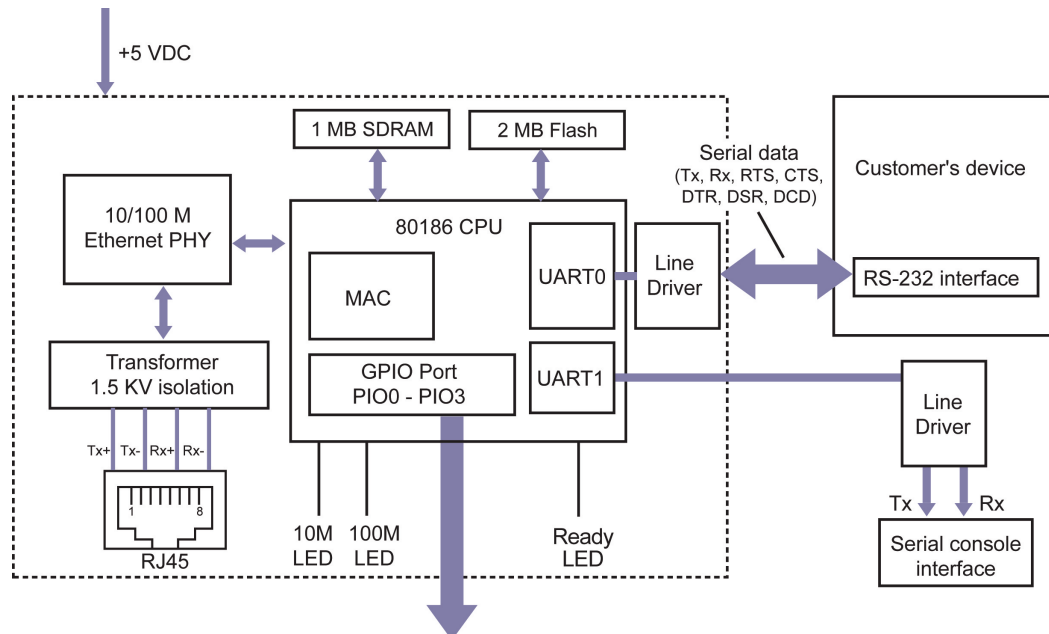 +5 VDC
1 MB SDRAM
2 MB Flash
Serial data
(Tx, Rx, RTS, CTS,
DTR, DSR, DCD)
Customer's device
RS-232 interface
10/100 M
Ethernet PHY
80186 CPU
MAC
UART0
Line
Driver
Transformer
1.5 KV isolation
GPIO Port
PIO0 - PIO3
UART1
Line
Driver
Tx+ Tx- Rx+ Rx-
1 8
RJ45
10M
LED
100M
LED
Ready
LED
Tx Rx
Serial console
interface